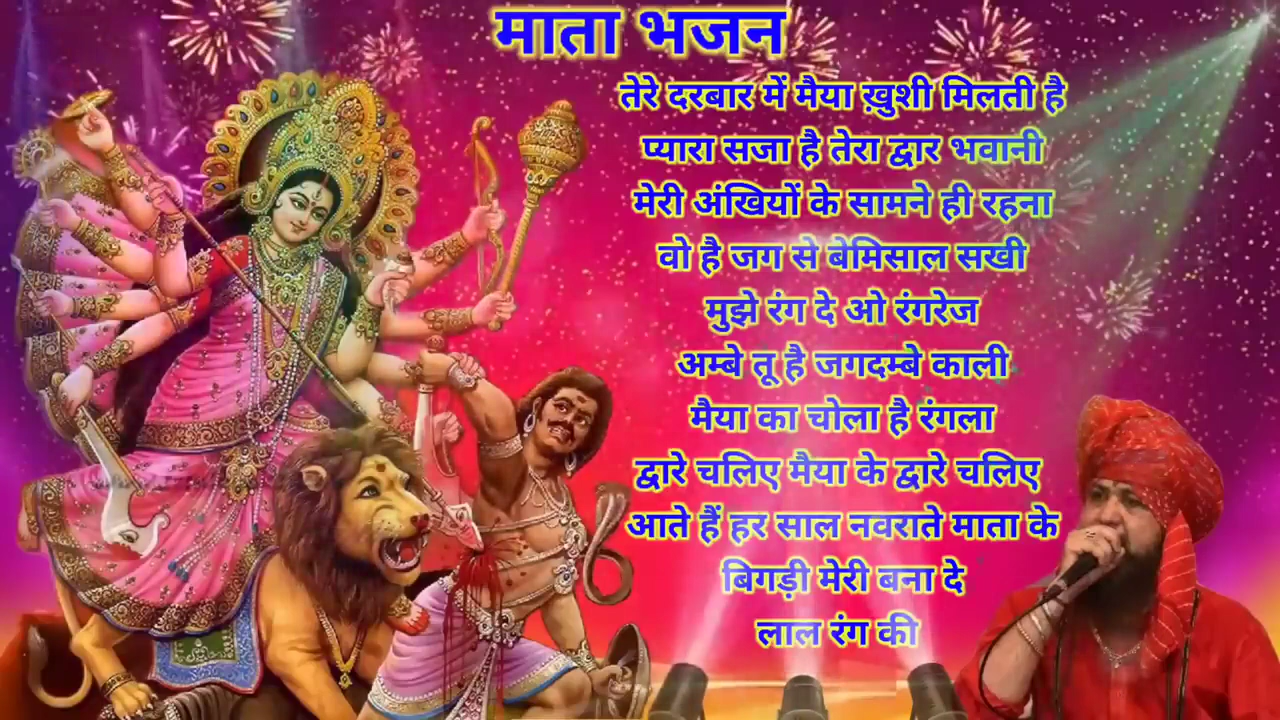 माता भजन
तेरे दरबार में मैया ख़ुशी मिलती है
प्यारा सजा है तेरा द्वार भवानी
मेरी अंखियों के सामने ही रहना
वो है जग से बेमिसाल सखी
मुझे रंग दे ओ रंगरेज
अम्बे तू है जगदम्बे काली
मैया का चोला है रंगला
द्वारे चलिए मैया के द्वारे चलिए
आते हैं हर साल नवराते माता के
बिगड़ी मेरी बना दे
लाल रंग की